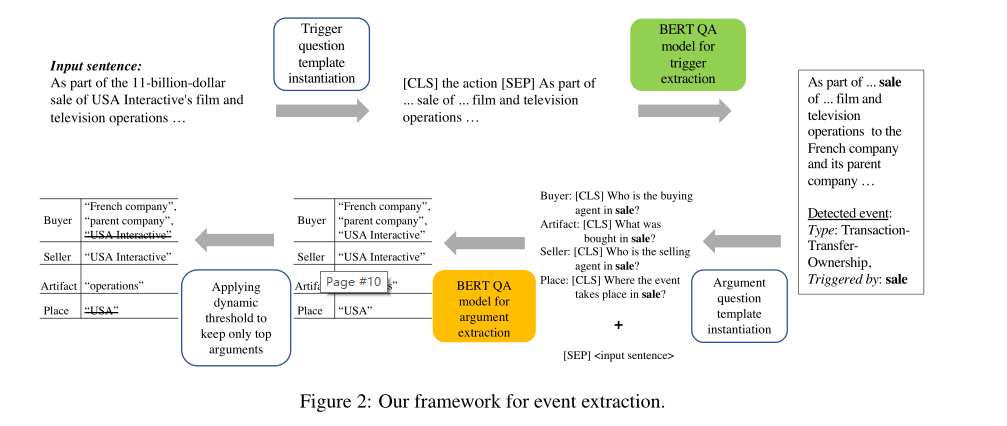 Input sentence:
As part of the 11-billion-dollar
sale of USA Interactive's film and
television operations …
Trigger
question
template
instantiation
[CLS] the action [SEP] As part of
... sale of ... film and television
operations …
BERT QA
model for
trigger
extraction
As part of ... sale
of ... film and
television
operations to the
French company
and its parent
company …
Detected event:
Type: Transaction-
Transfer-
Ownership,
Triggered by: sale
Argument
question
template
instantiation
Buyer: [CLS] Who is the buying
agent in sale?
Artifact: [CLS] What was
bought in sale?
Seller: [CLS] Who is the selling
agent in sale?
Place: [CLS] Where the event
takes place in sale?
+
[SEP] <input sentence>
BERT QA
model for
argument
extraction
Buyer
“French company”,
“parent company”,
“USA Interactive”
Seller
“USA Interactive”
Page #10
Place
“USA”
Applying
dynamic
threshold to
keep only top
arguments
Buyer
“French company”,
“parent company”,
“USA Interactive”
Seller
“USA Interactive”
Artifact
“operations”
Place
“USA”
Figure 2: Our framework for event extraction.